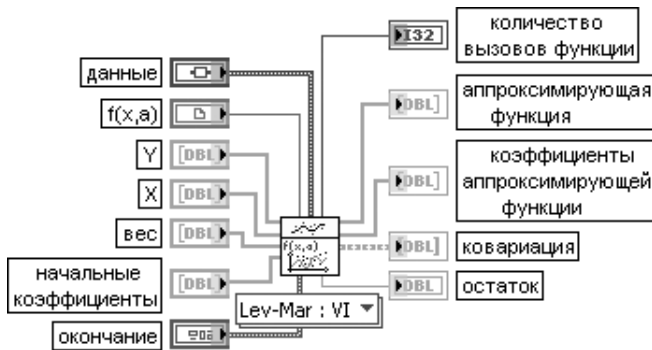 количество
вызовов функции
I32
данные
аппроксимирующая
функция
[DBL]
f(x,a)
Y
[DBL]
коэффициенты
аппроксимирующей
функции
[DBL]
X
[DBL]
вес
[DBL]
f(x,a)
ковариация
[DBL]
начальные
коэффициенты
[DBL]
остаток
DBL
Lev-Mar : VI
окончание